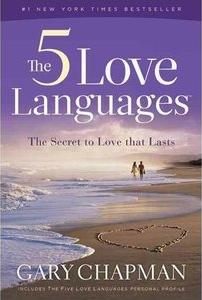 #1 NEW YORK TIMES BESTSELLER
The 5 Love
Languages™
The Secret to Love that Lasts
GARY CHAPMAN
INCLUDES THE FIVE LOVE LANGUAGES PERSONAL PROFILE